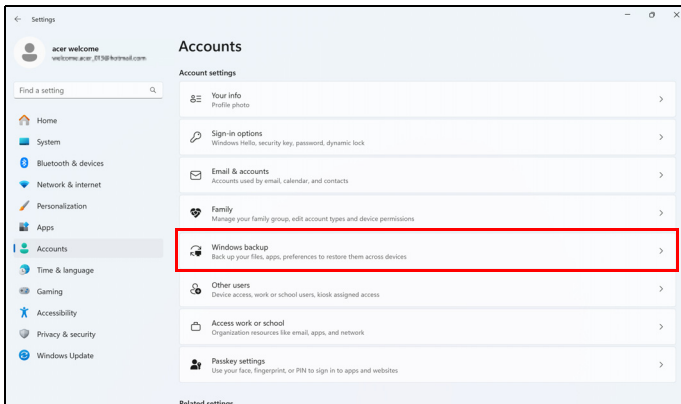 Settings
acer welcome
Accounts
Account settings
Find a setting
Home
System
Bluetooth & devices
Network & internet
Personalization
Apps
Accounts
Time & language
Gaming
Accessibility
Privacy & security
Windows Update
Your info
Profile photo
Sign-in options
Windows Hello, security key, password, dynamic lock
Email & accounts
Accounts used by email, calendar, and contacts
Family
Manage your family group, edit account types and device permissions
Windows backup
Back up your files, apps, preferences to restore them across devices
Other users
Device access, work or school users, kiosk assigned access
Access work or school
Organization resources like email, apps, and network
Passkey settings
Use your face, fingerprint, or PIN to sign in to apps and websites
Related settings